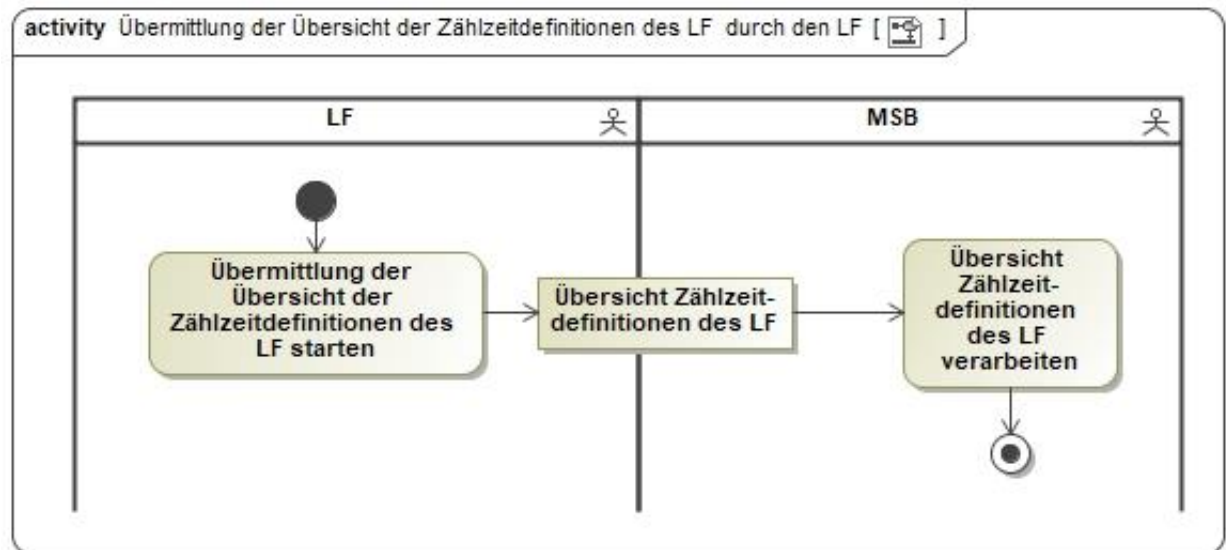 activity Übermittlung der Übersicht der Zählzeitdefinitionen des LF durch den LF [ ]
LF
MSB
Übermittlung der
Übersicht der
Zählzeitdefinitionen des
LF starten
Übersicht Zählzeit-
definitionen des LF
Übersicht
Zählzeit-
definitionen
des LF
verarbeiten